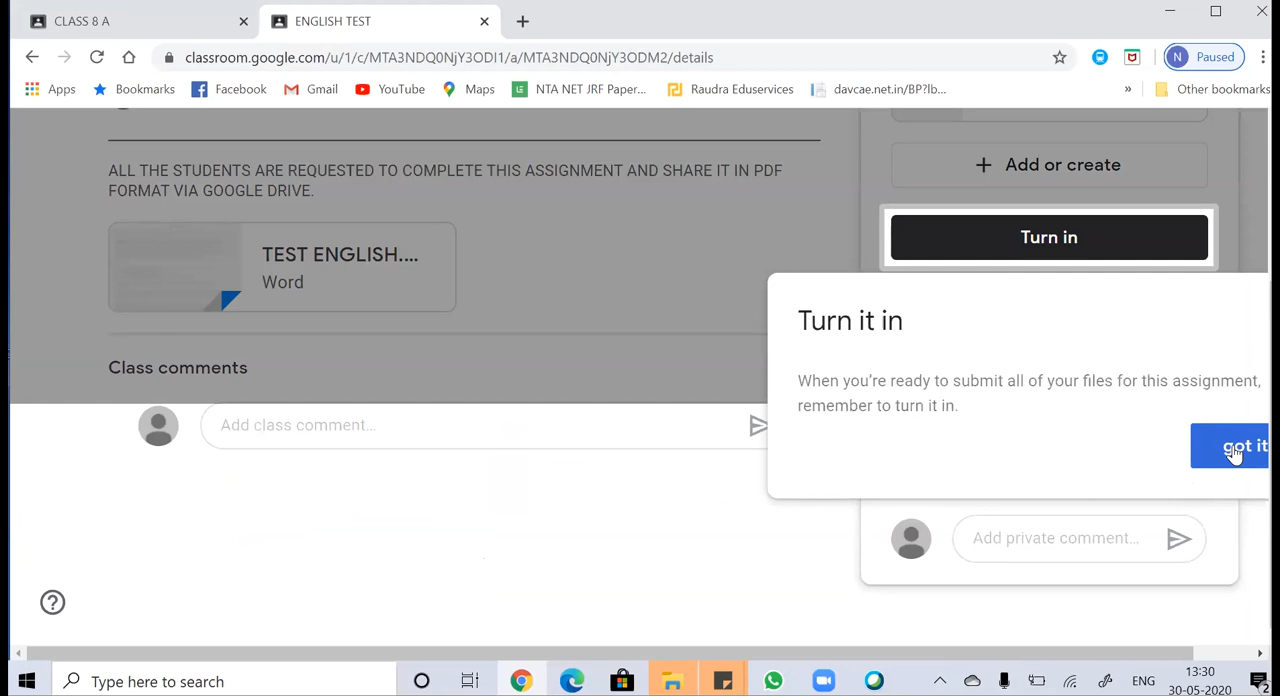 CLASS 8 A
ENGLISH TEST
classroom.google.com/u/1/c/MTA3NDQ0NjY3ODI1/a/MTA3NDQ0NjY3ODM2/details
N Paused
Apps Bookmarks Facebook Gmail YouTube Maps NTA NET JRF Paper... Raudra Eduservices davcae.net.in/BP?lb... » Other bookmarks
ALL THE STUDENTS ARE REQUESTED TO COMPLETE THIS ASSIGNMENT AND SHARE IT IN PDF
FORMAT VIA GOOGLE DRIVE.
TEST ENGLISH....
Word
Class comments
Add class comment...
+ Add or create
Turn in
Turn it in
When you're ready to submit all of your files for this assignment,
remember to turn it in.
got it
Add private comment...
Type here to search
ENG
13:30
30-05-2020
2